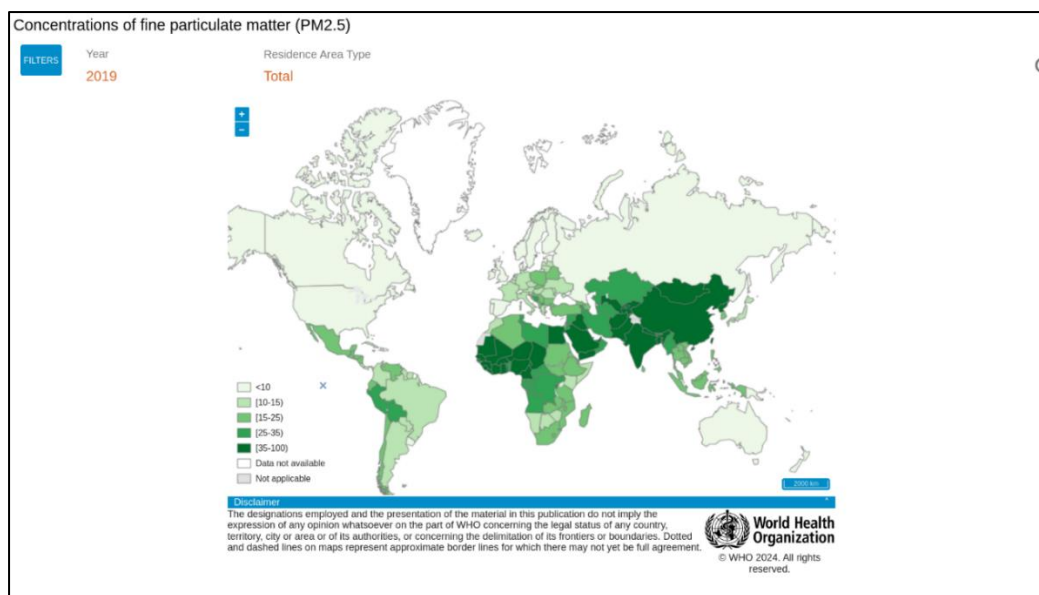 Concentrations of fine particulate matter (PM2.5)
FILTERS
Year
2019
Residence Area Type
Total
+
−
<10
[10-15)
[15-25)
[25-35)
[35-100)
Data not available
Not applicable
2000 km
Disclaimer
The designations employed and the presentation of the material in this publication do not imply the
expression of any opinion whatsoever on the part of WHO concerning the legal status of any country,
territory, city or area or of its authorities, or concerning the delimitation of its frontiers or boundaries. Dotted
and dashed lines on maps represent approximate border lines for which there may not yet be full agreement.
World Health
Organization
© WHO 2024. All rights
reserved.